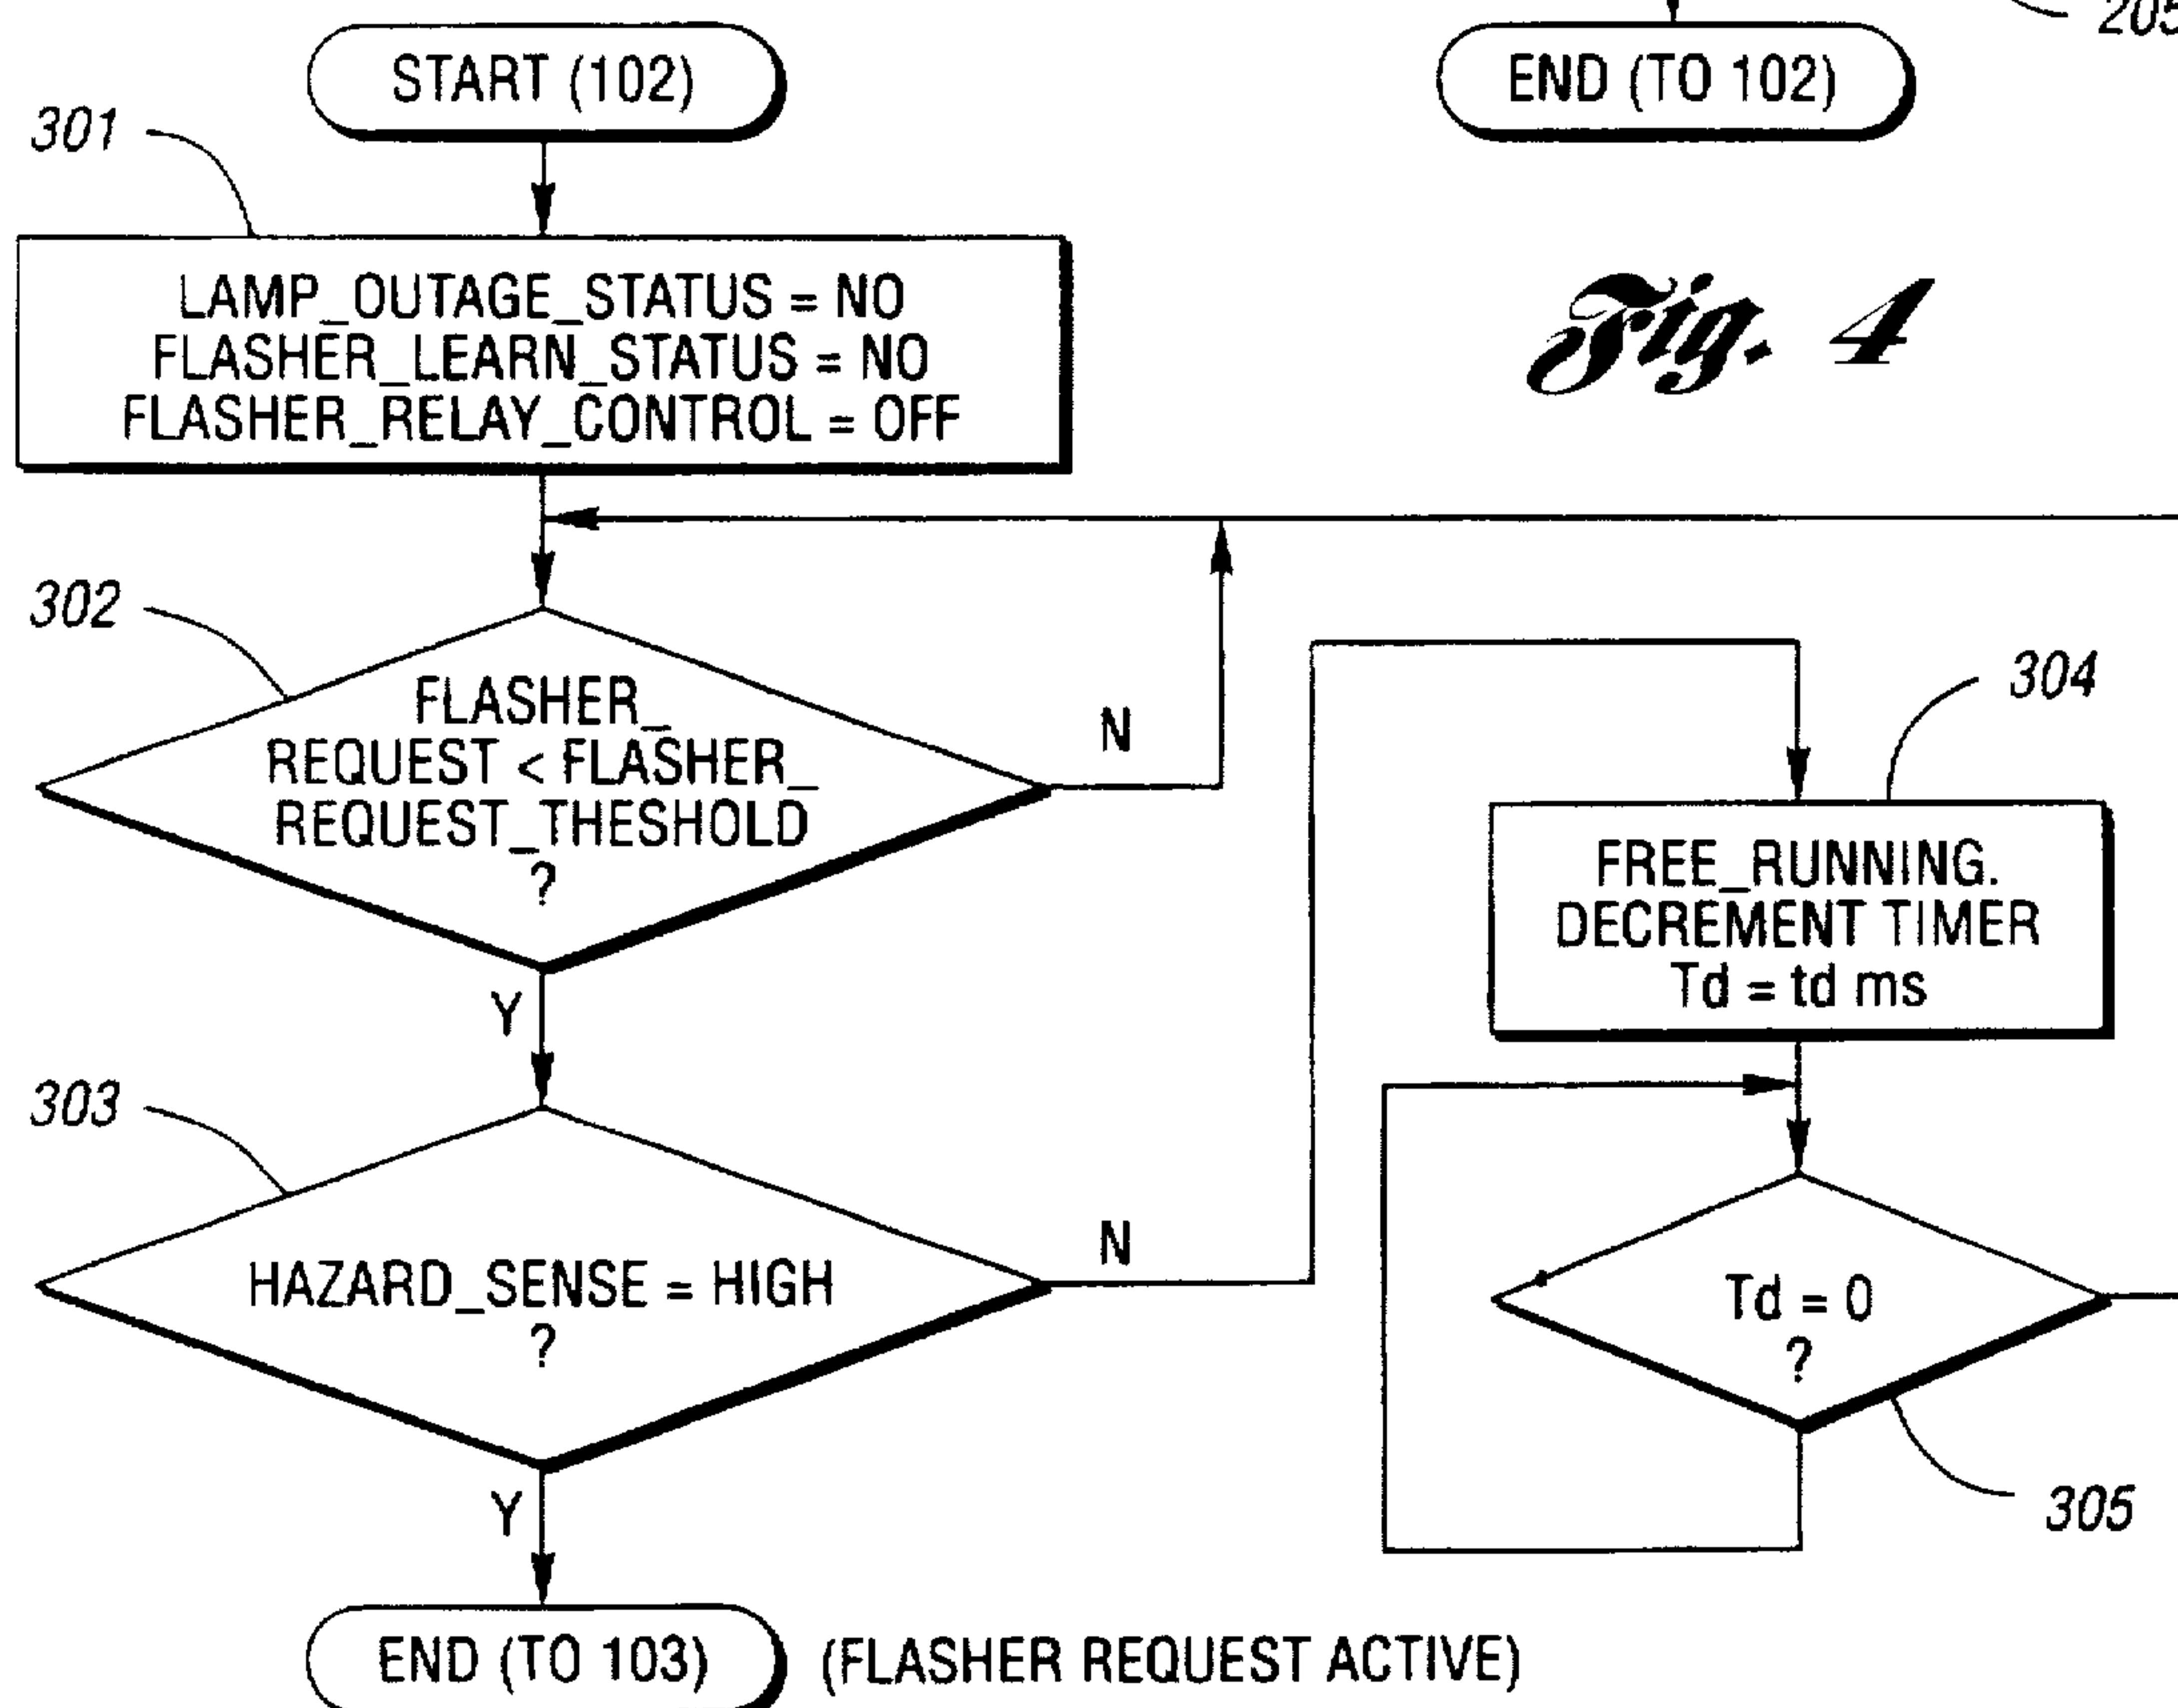 205
START (102)
END (TO 102)
301
LAMP_OUTAGE_STATUS = NO
FLASHER_LEARN_STATUS = NO
FLASHER_RELAY_CONTROL = OFF
Fig. 4
302
FLASHER_
REQUEST < FLASHER_
REQUEST_THESHOLD
?
N
Y
303
HAZARD_SENSE = HIGH
?
N
Y
304
FREE_RUNNING.
DECREMENT TIMER
Td = td ms
Td = 0
?
305
END (TO 103)
(FLASHER REQUEST ACTIVE)